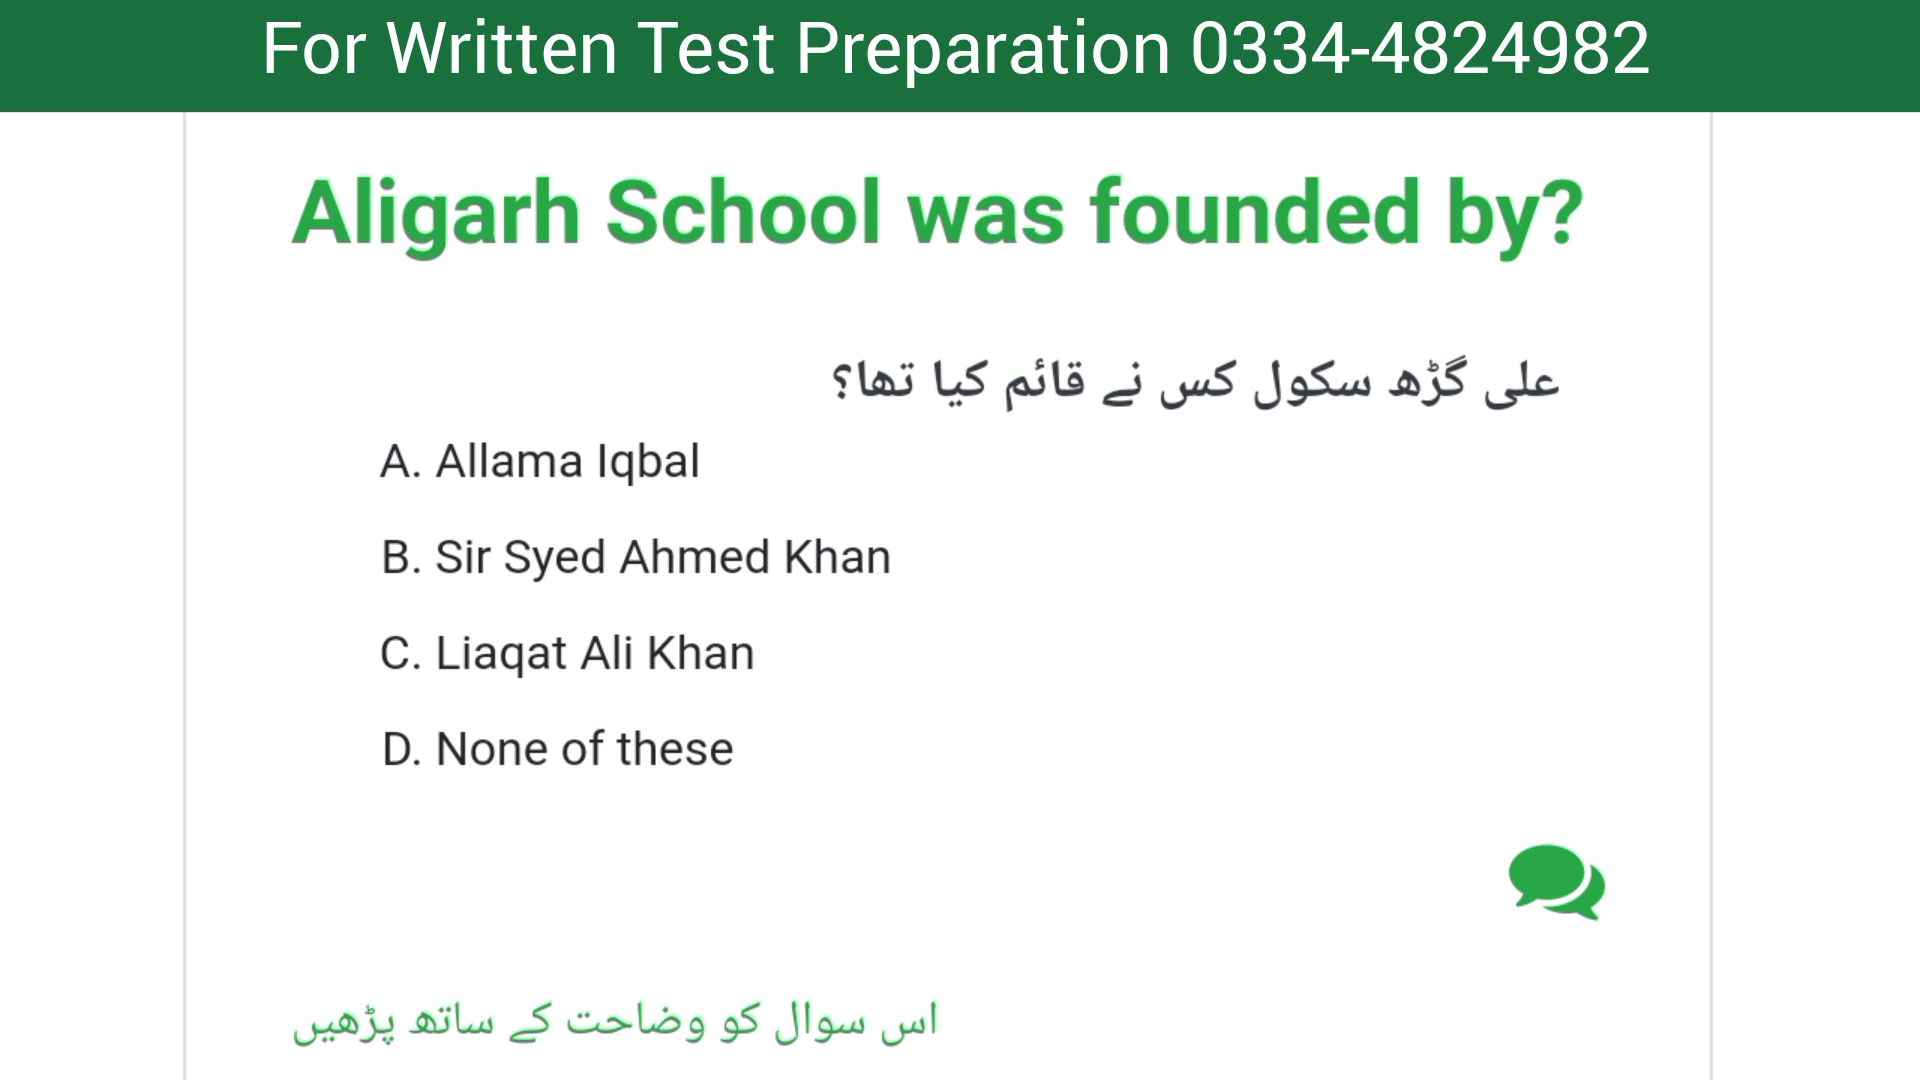 For Written Test Preparation 0334-4824982
Aligarh School was founded by?
علی گڑھ سکول کس نے قائم کیا تھا؟
A. Allama Iqbal
B. Sir Syed Ahmed Khan
C. Liaqat Ali Khan
D. None of these
اس سوال کو وضاحت کے ساتھ پڑھیں